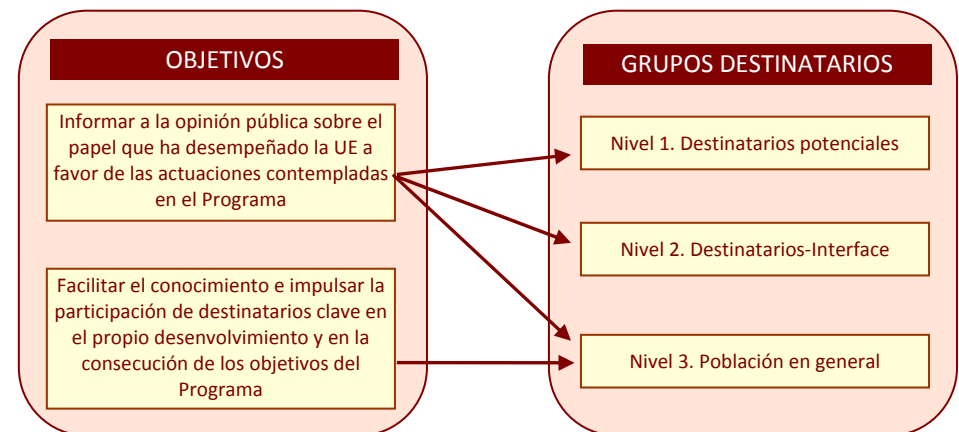 OBJETIVOS
Informar a la opinión pública sobre el
papel que ha desempeñado la UE a
favor de las actuaciones contempladas
en el Programa
Facilitar el conocimiento e impulsar la
participación de destinatarios clave en
el propio desenvolvimiento y en la
consecución de los objetivos del
Programa
GRUPOS DESTINATARIOS
Nivel 1. Destinatarios potenciales
Nivel 2. Destinatarios-Interface
Nivel 3. Población en general